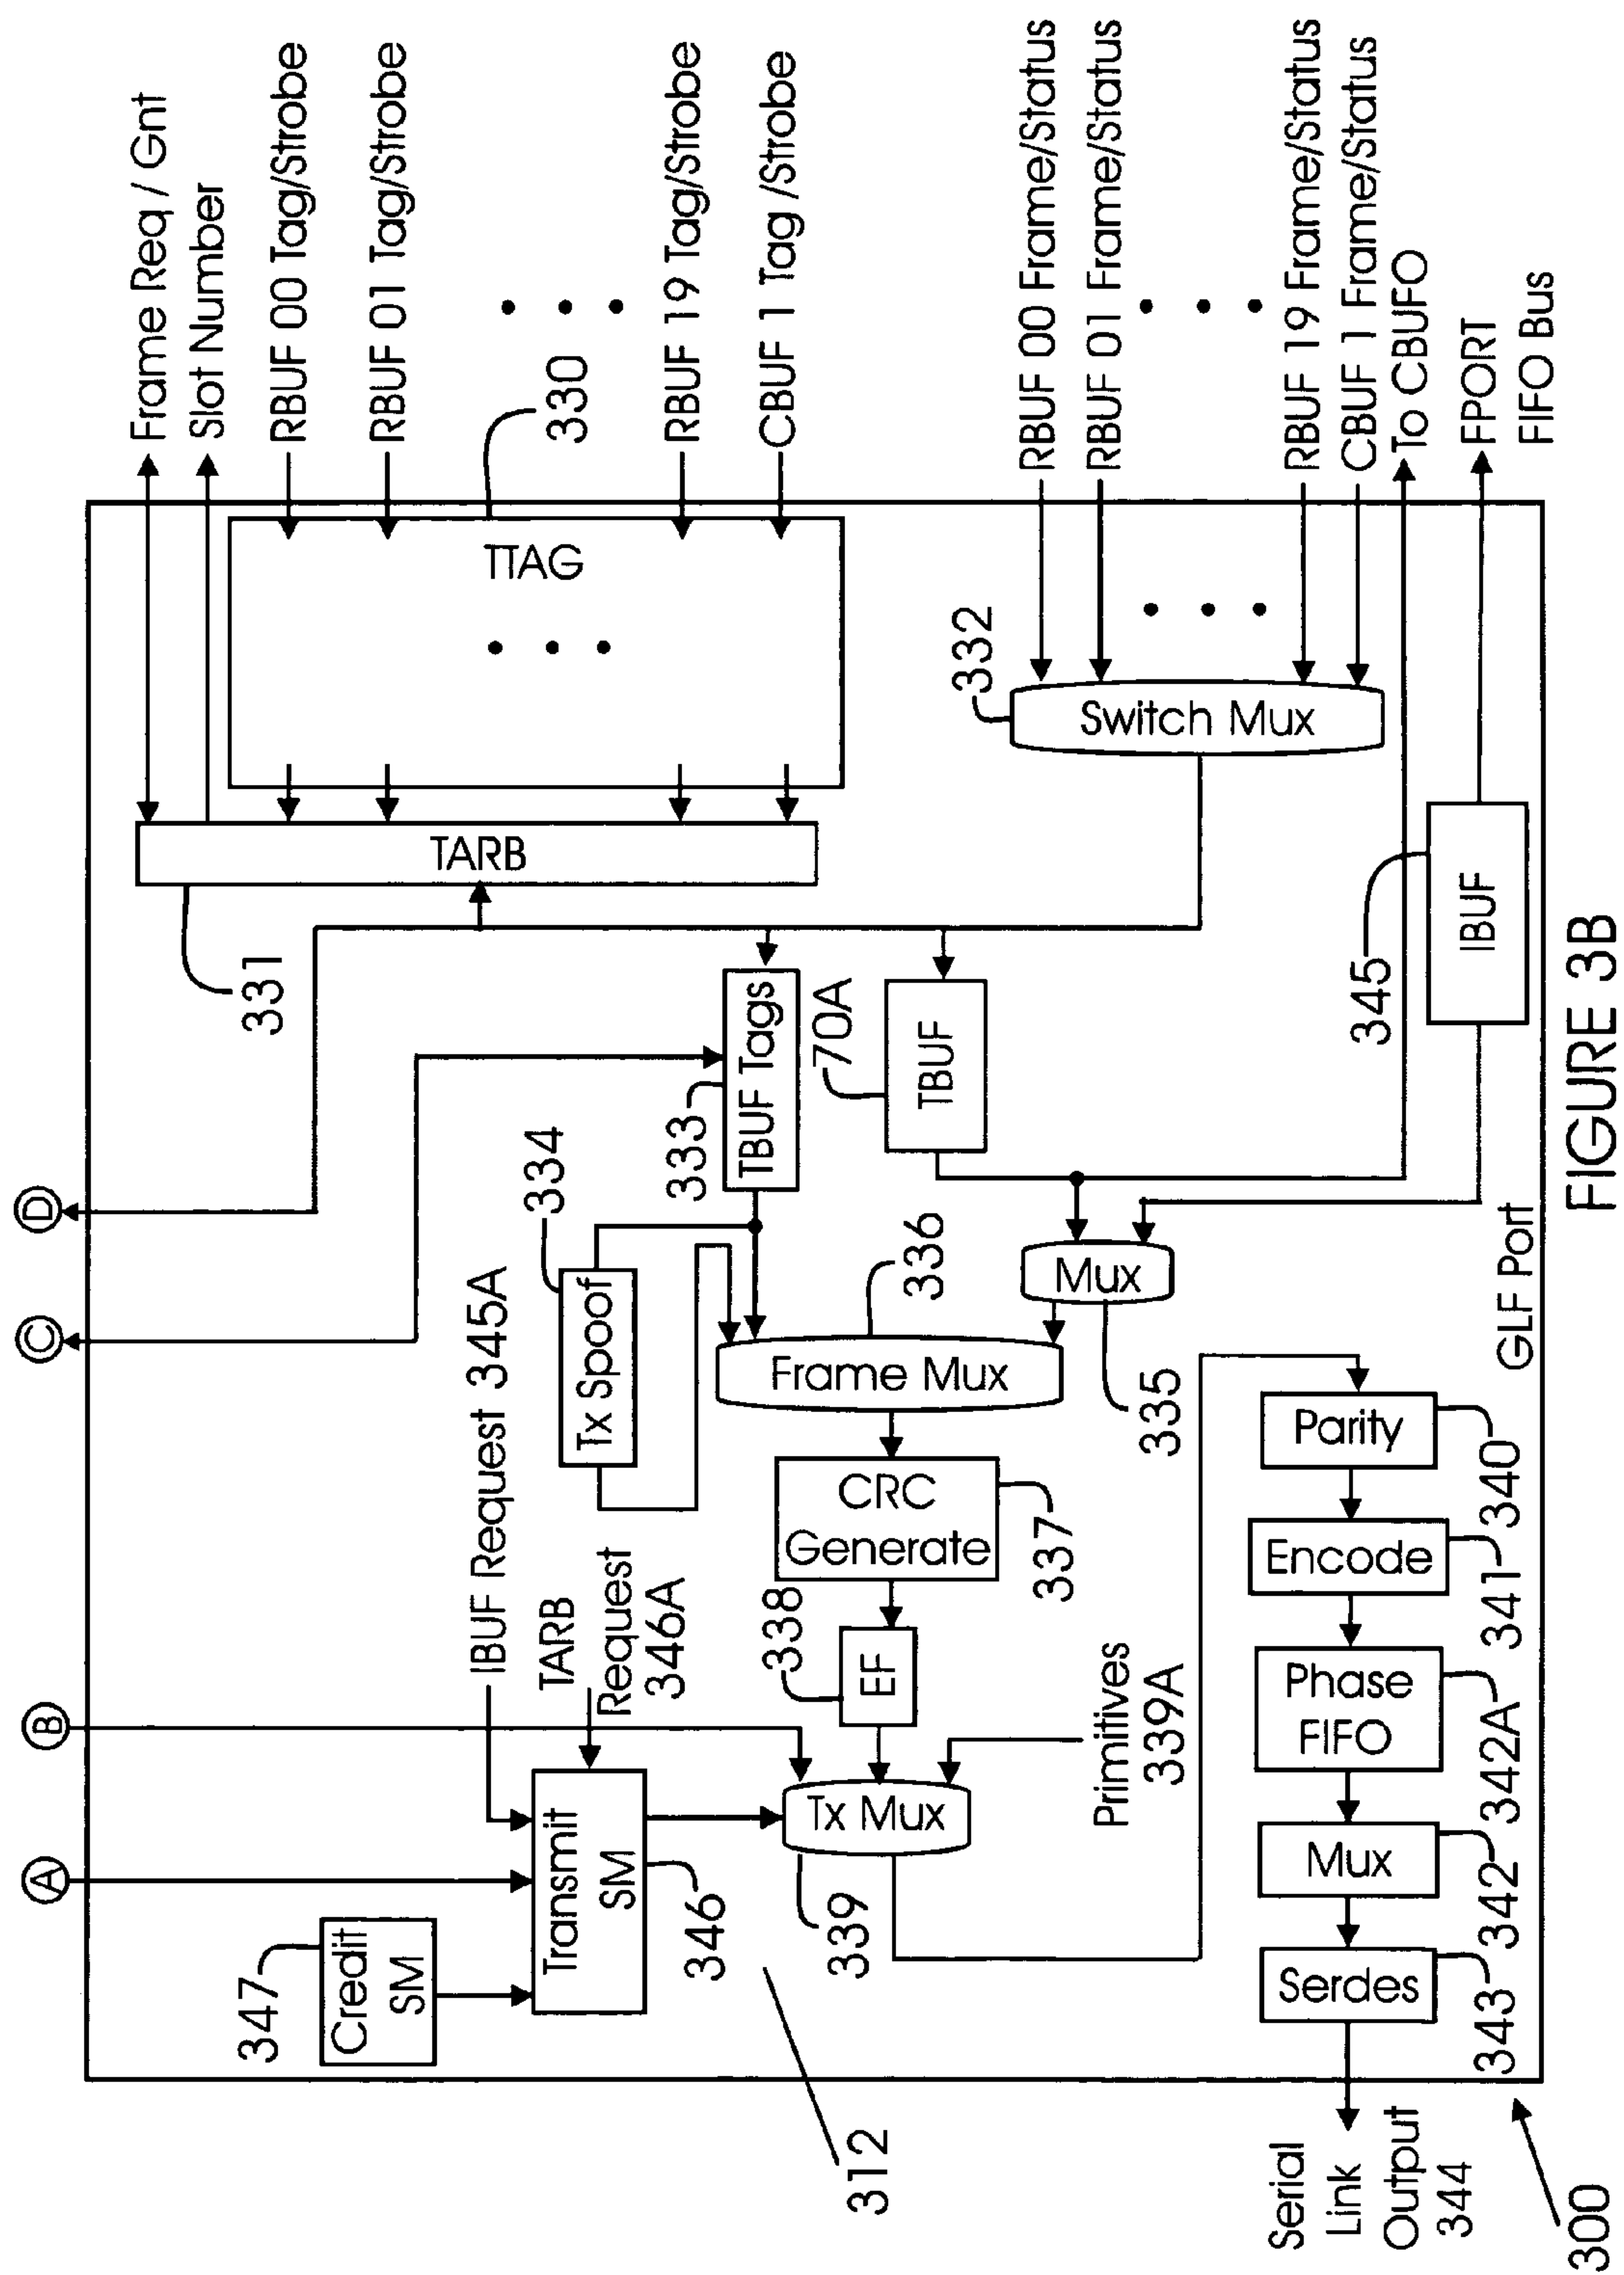 Frame Req / Gnt
Slot Number
RBUF 00 Tag/Strobe
RBUF 01 Tag/Strobe
330
RBUF 19 Tag/Strobe
CBUF 1 Tag /Strobe
RBUF 00 Frame/Status
RBUF 01 Frame/Status
RBUF 19 Frame/Status
CBUF 1 Frame/Status
To CBUFO
FPORT
FIFO Bus
TTAG
332
Switch Mux
TARB
331
345
IBUF
TBUF Tags
333
70A
TBUF
D
C
334
Tx Spoof
336
Frame Mux
Mux
335
GLF Port
IBUF Request 345A
TARB
Request
346A
CRC
Generate
337
338
EF
Primitives
339A
B
A
Transmit
SM
346
Tx Mux
339
347
Credit
SM
312
Parity
340
Encode
341
Phase
FIFO
342A
Mux
342
Serdes
343
Serial
Link
Output
344
300
FIGURE 3B